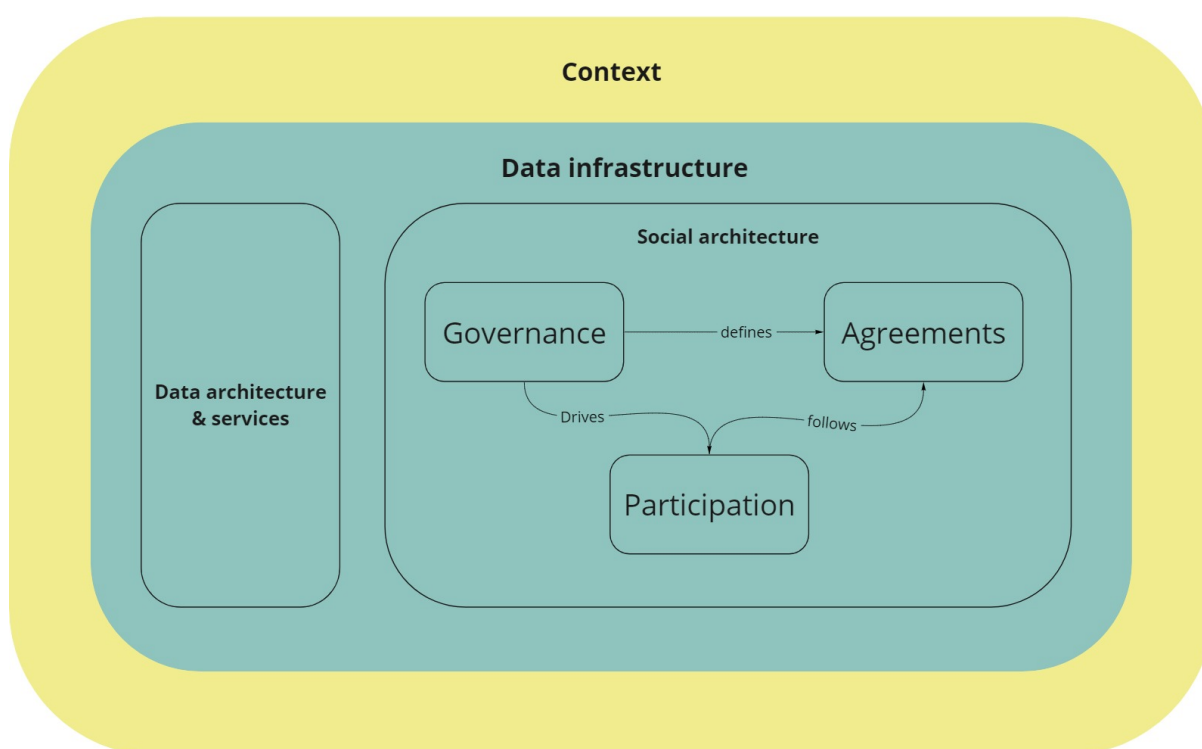 Context
Data infrastructure
Social architecture
Governance
defines
Agreements
Data architecture
& services
Drives
follows
Participation